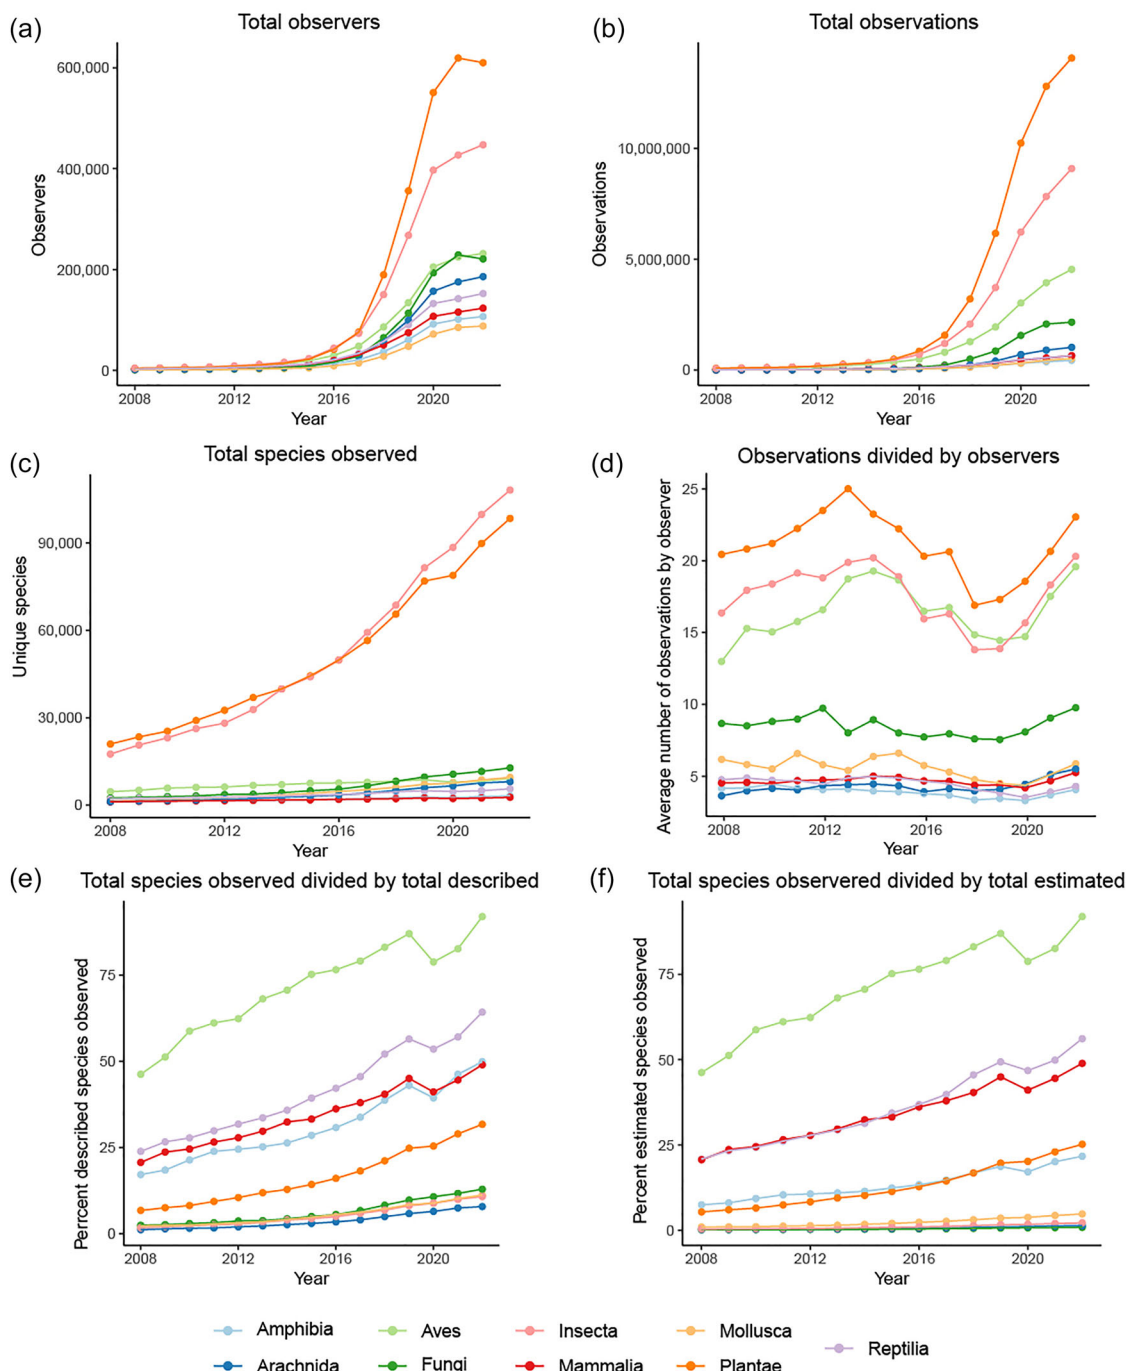 (a)
Total observers
600,000
400,000
200,000
0
Observers
2008 2012 2016 2020
Year
(b)
Total observations
10,000,000
5,000,000
0
Observations
2008 2012 2016 2020
Year
(c)
Total species observed
90,000
60,000
30,000
0
Unique species
2008 2012 2016 2020
Year
(d)
Observations divided by observers
25
20
15
10
5
Average number of observations by observer
2008 2012 2016 2020
Year
(e)
Total species observed divided by total described
75
50
25
0
Perrcent described species observed
2008 2012 2016 2020
Year
(f)
Total species observered divided by total estimated
75
50
25
0
Percent estimated species observed
2008 2012 2016 2020
Year
Amphibia Aves Insecta Mollusca Reptilia
Arachnida Fungi Mammalia Plantae